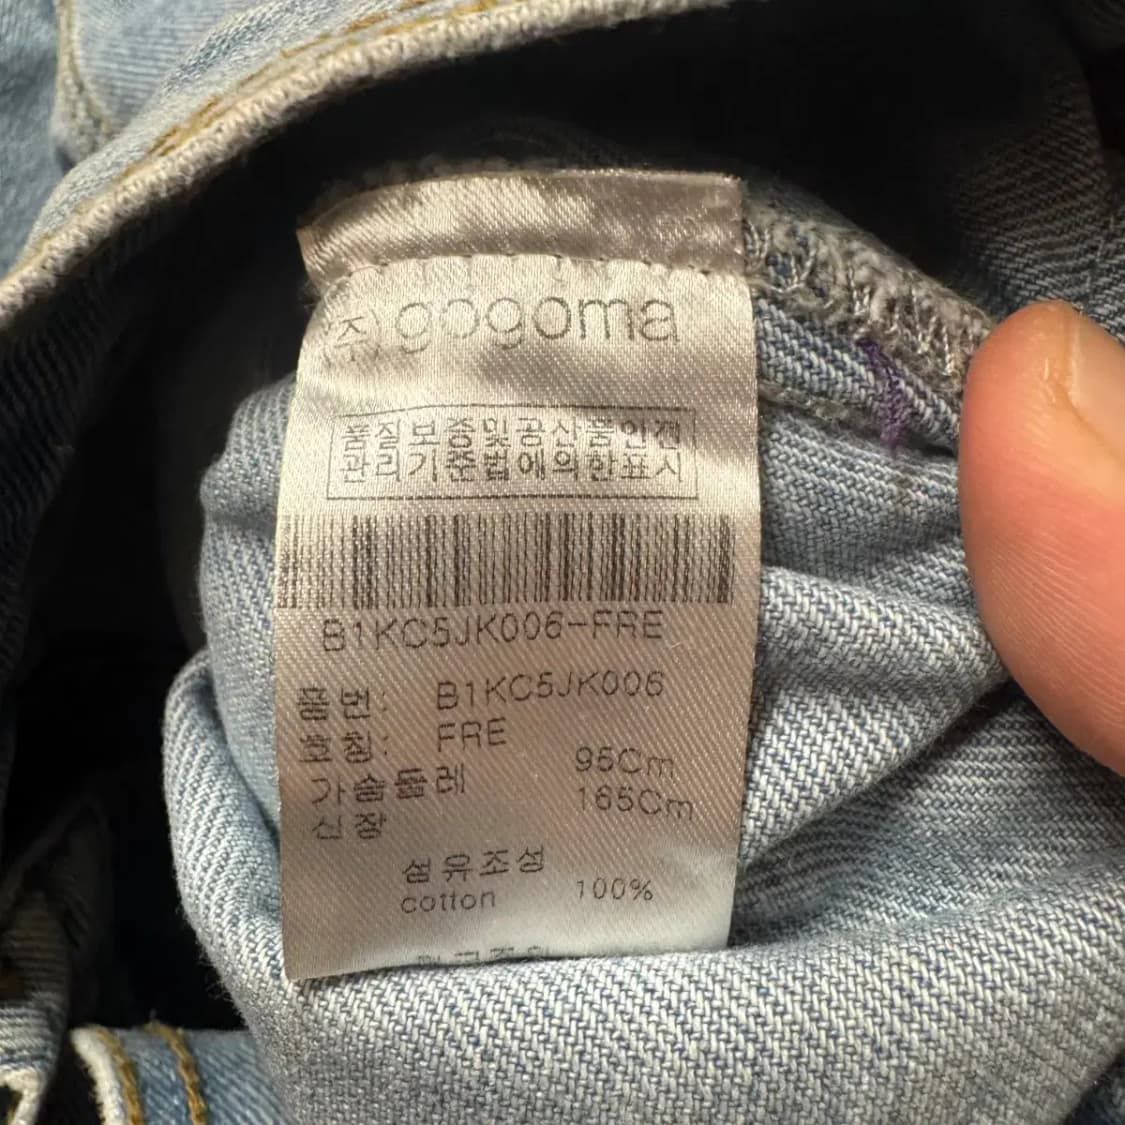 (주) gogoma
품질보증및공산품안전
관리기준법에의한표시
B1KC5JK006-FRE
품번: B1KC5JK006
호칭: FRE
가슴둘레 95Cm
신장 165Cm
섬유조성
cotton 100%